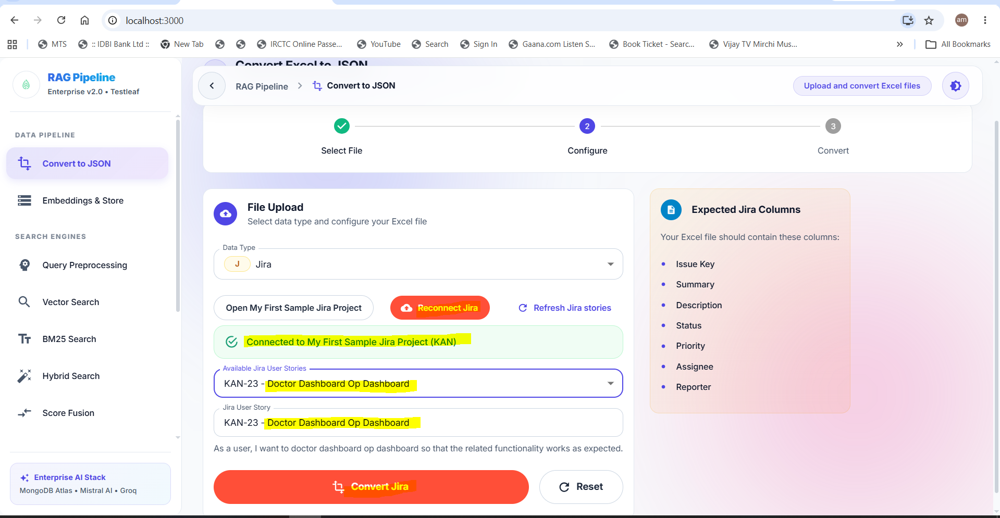 localhost:3000
am
MTS
:: IDBI Bank Ltd ::
New Tab
IRCTC Online Passe...
YouTube
Search
Sign In
Gaana.com Listen S...
Book Ticket - Searc...
Vijay TV Mirchi Mus...
All Bookmarks
RAG Pipeline
Enterprise v2.0 • Testleaf
DATA PIPELINE
Convert to JSON
Embeddings & Store
SEARCH ENGINES
Query Preprocessing
Vector Search
BM25 Search
Hybrid Search
Score Fusion
Enterprise AI Stack
MongoDB Atlas • Mistral AI • Groq
Convert Excel to JSON
RAG Pipeline
Convert to JSON
Upload and convert Excel files
2
3
Select File
Configure
Convert
File Upload
Select data type and configure your Excel file
Data Type
J
Jira
Open My First Sample Jira Project
Reconnect Jira
Refresh Jira stories
Connected to My First Sample Jira Project (KAN)
Available Jira User Stories
KAN-23 - Doctor Dashboard Op Dashboard
Jira User Story
KAN-23 - Doctor Dashboard Op Dashboard
As a user, I want to doctor dashboard op dashboard so that the related functionality works as expected.
Convert Jira
Reset
Expected Jira Columns
Your Excel file should contain these columns:
• Issue Key
• Summary
• Description
• Status
• Priority
• Assignee
• Reporter